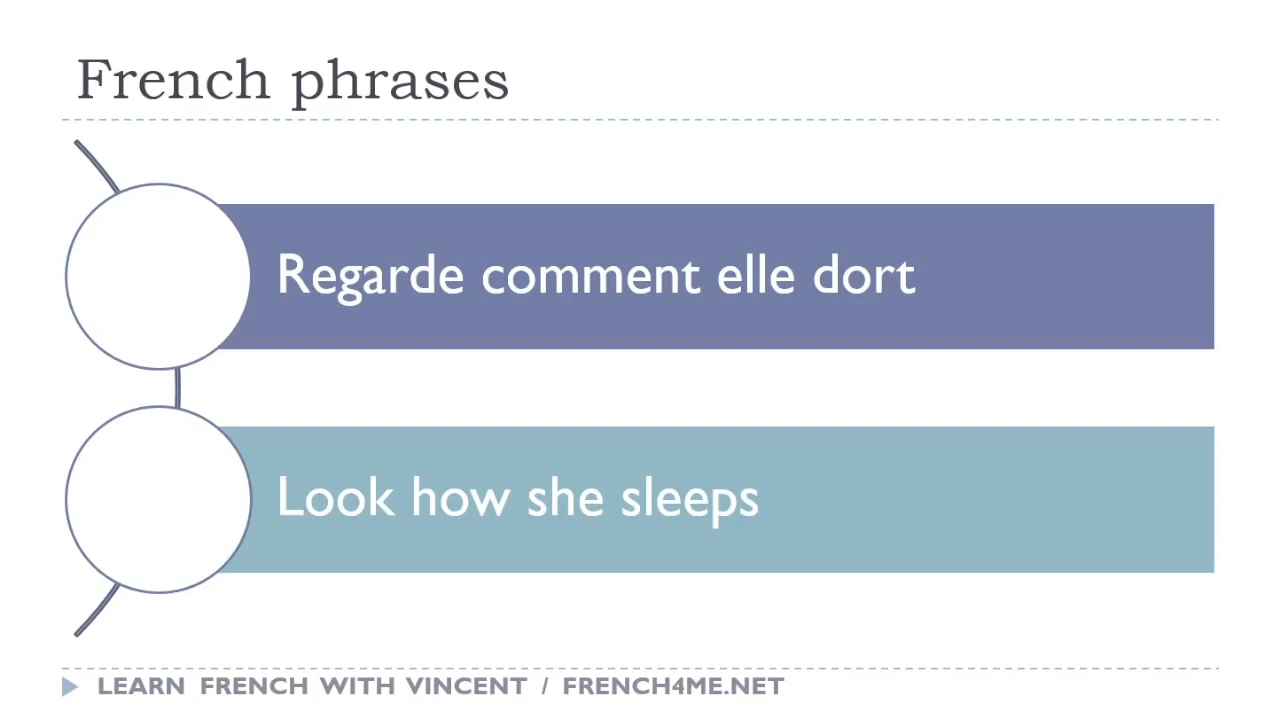 French phrases
Regarde comment elle dort
Look how she sleeps
LEARN FRENCH WITH VINCENT / FRENCH4ME.NET